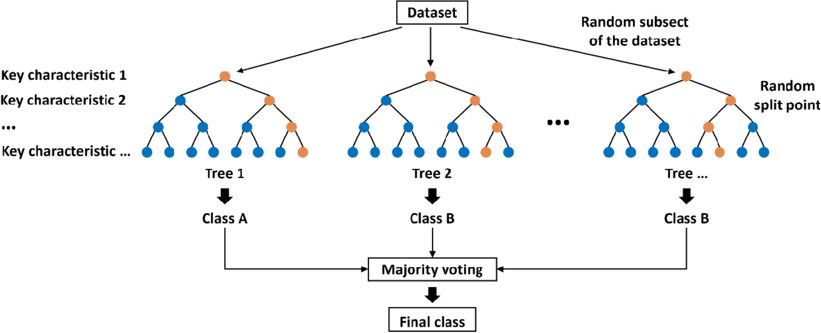 Dataset
Random subsect
of the dataset
Key characteristic 1
Key characteristic 2
...
Key characteristic ...
Random
split point
...
Tree 1
Tree 2
Tree ...
Class A
Class B
Class B
Majority voting
Final class